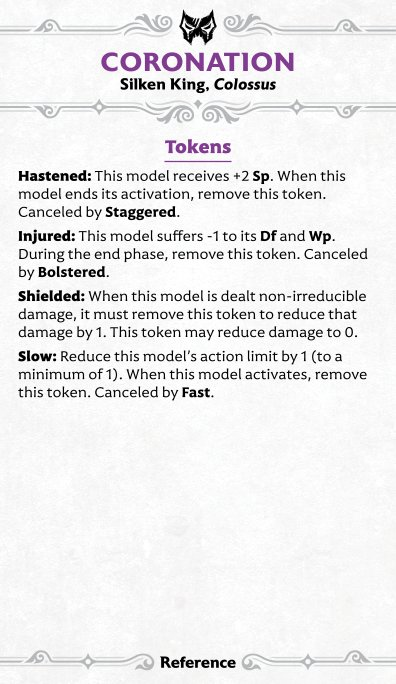 CORONATION
Silken King, Colossus
Tokens
Hastened: This model receives +2 Sp. When this
model ends its activation, remove this token.
Canceled by Staggered.
Injured: This model suffers -1 to its Df and Wp.
During the end phase, remove this token. Canceled
by Bolstered.
Shielded: When this model is dealt non-irreducible
damage, it must remove this token to reduce that
damage by 1. This token may reduce damage to 0.
Slow: Reduce this model's action limit by 1 (to a
minimum of 1). When this model activates, remove
this token. Canceled by Fast.
Reference